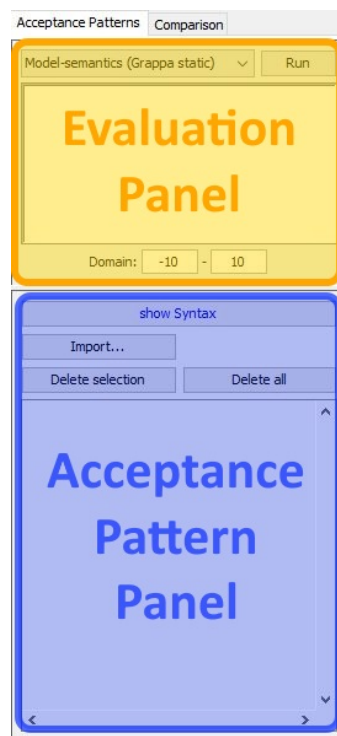 Acceptance Patterns Comparison
Model-semantics (Grappa static) Run
Evaluation
Panel
Domain: -10 - 10
show Syntax
Import...
Delete selection Delete all
Acceptance
Pattern
Panel